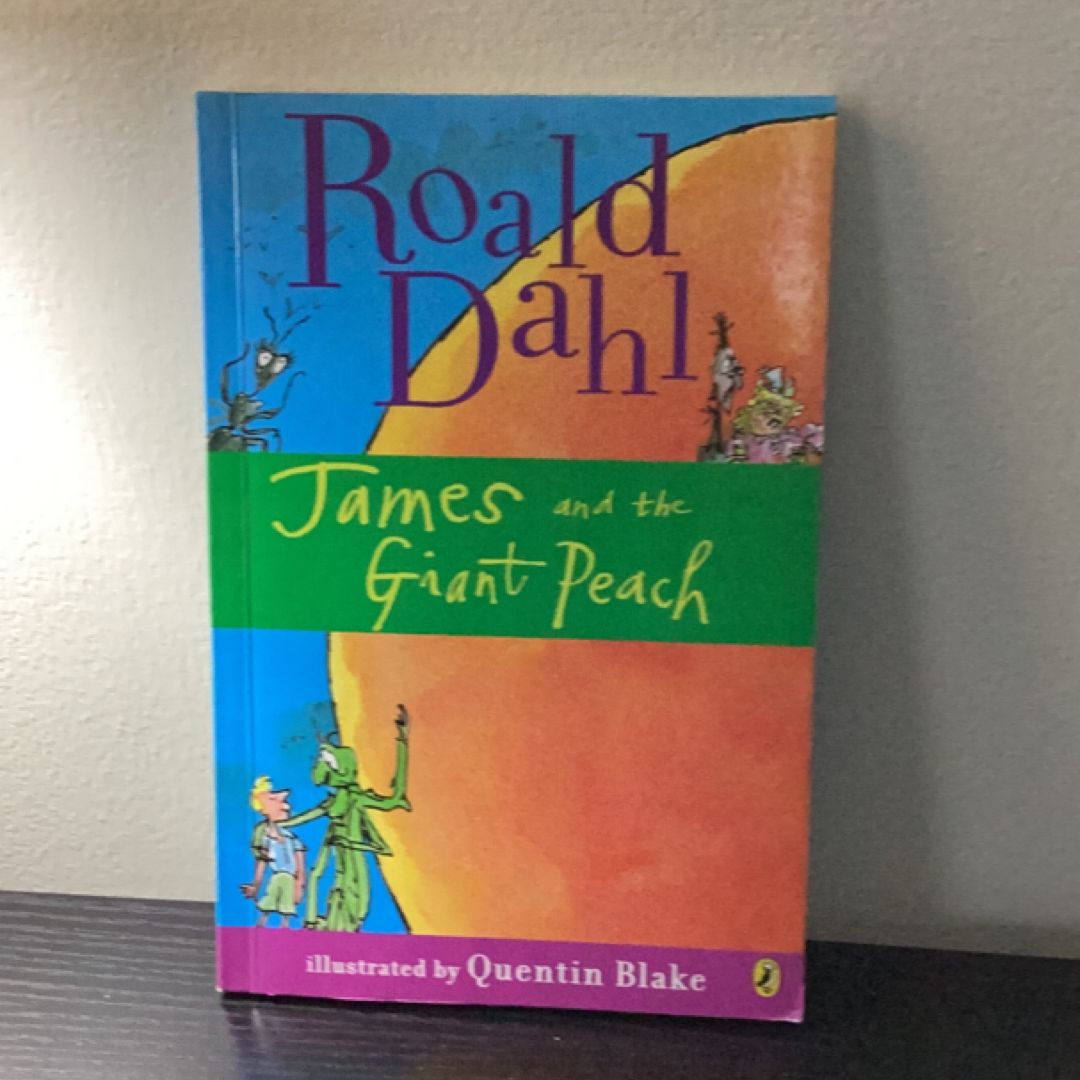 Roald
Dahl
James and the
Giant Peach
illustrated by Quentin Blake